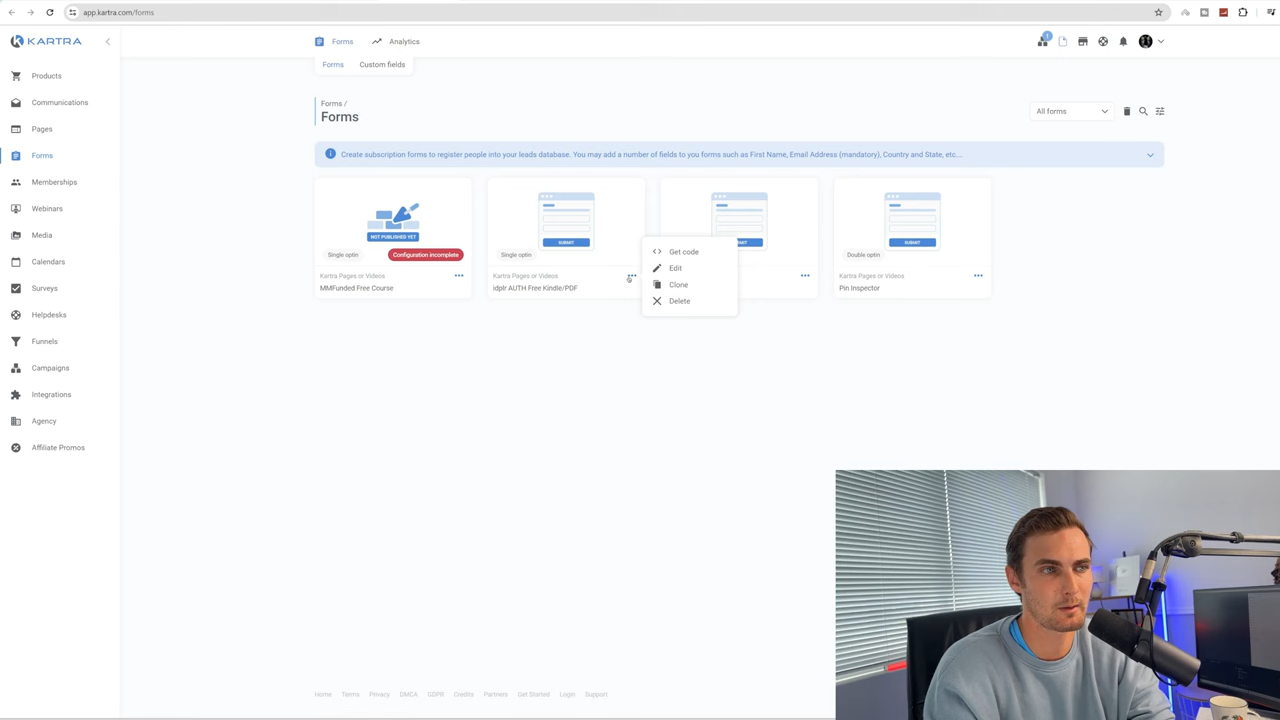 app.kartra.com/forms
KARTRA
Forms
Analytics
1
Forms
Custom fields
Products
Communications
Pages
Forms
Memberships
Webinars
Media
Calendars
Surveys
Helpdesks
Funnels
Campaigns
Integrations
Agency
Affiliate Promos
Forms /
Forms
All forms
Create subscription forms to register people into your leads database. You may add a number of fields to you forms such as First Name, Email Address (mandatory), Country and State, etc...
NOT PUBLISHED YET
Single optin
Configuration incomplete
Kartra Pages or Videos
MMFunded Free Course
SUBMIT
Single optin
Kartra Pages or Videos
idplr AUTH Free Kindle/PDF
Get code
Edit
Clone
Delete
SUBMIT
Double optin
Kartra Pages or Videos
Pin Inspector
Home
Terms
Privacy
DMCA
GDPR
Credits
Partners
Get Started
Login
Support